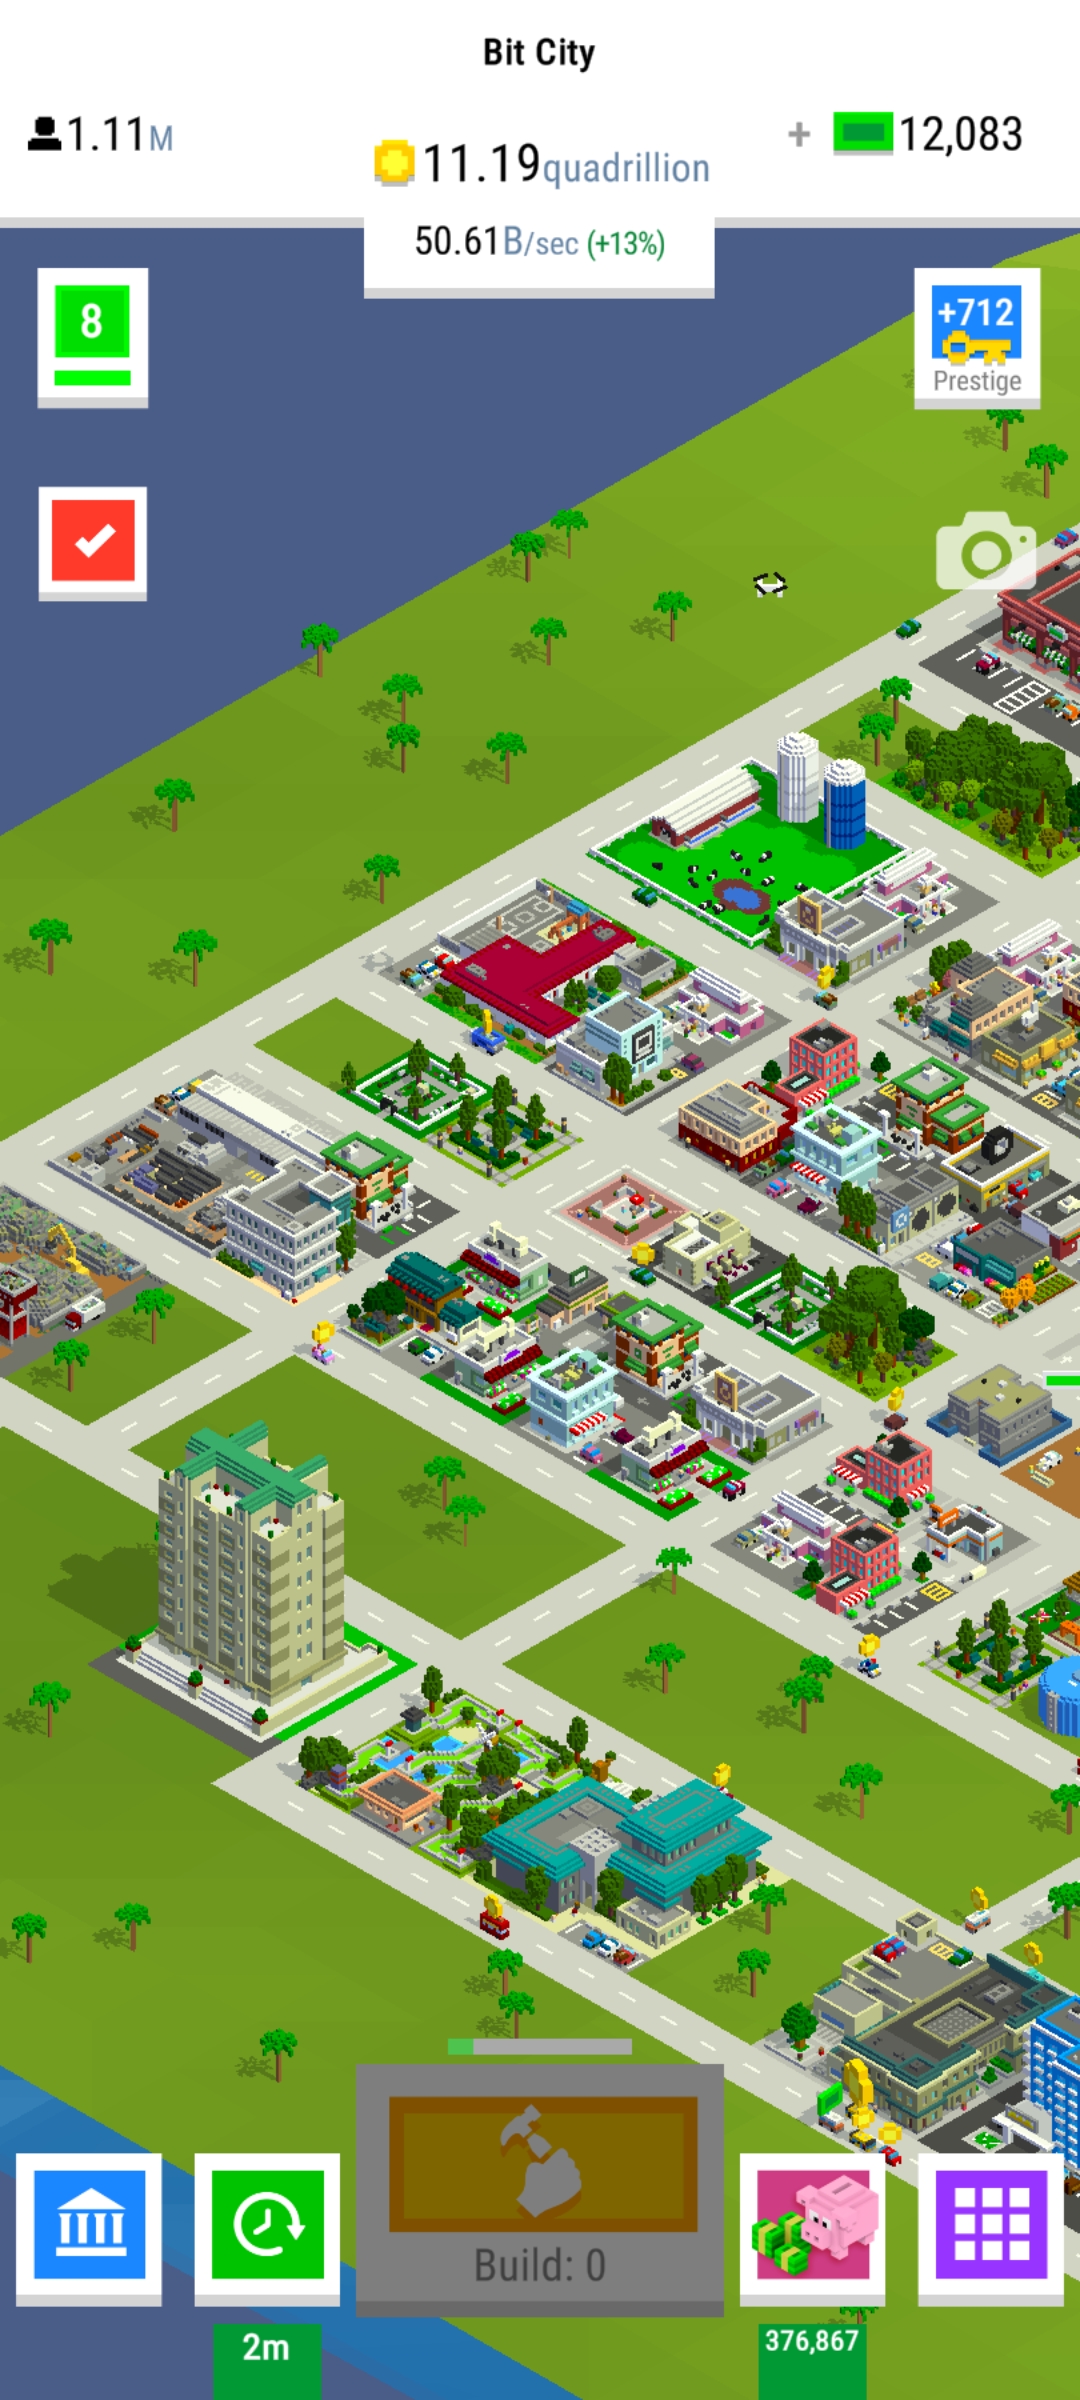 Bit City
1.11M
11.19quadrillion
+ 12,083
50.61B/sec (+13%)
8
+712
Prestige
Build: 0
2m
376,867